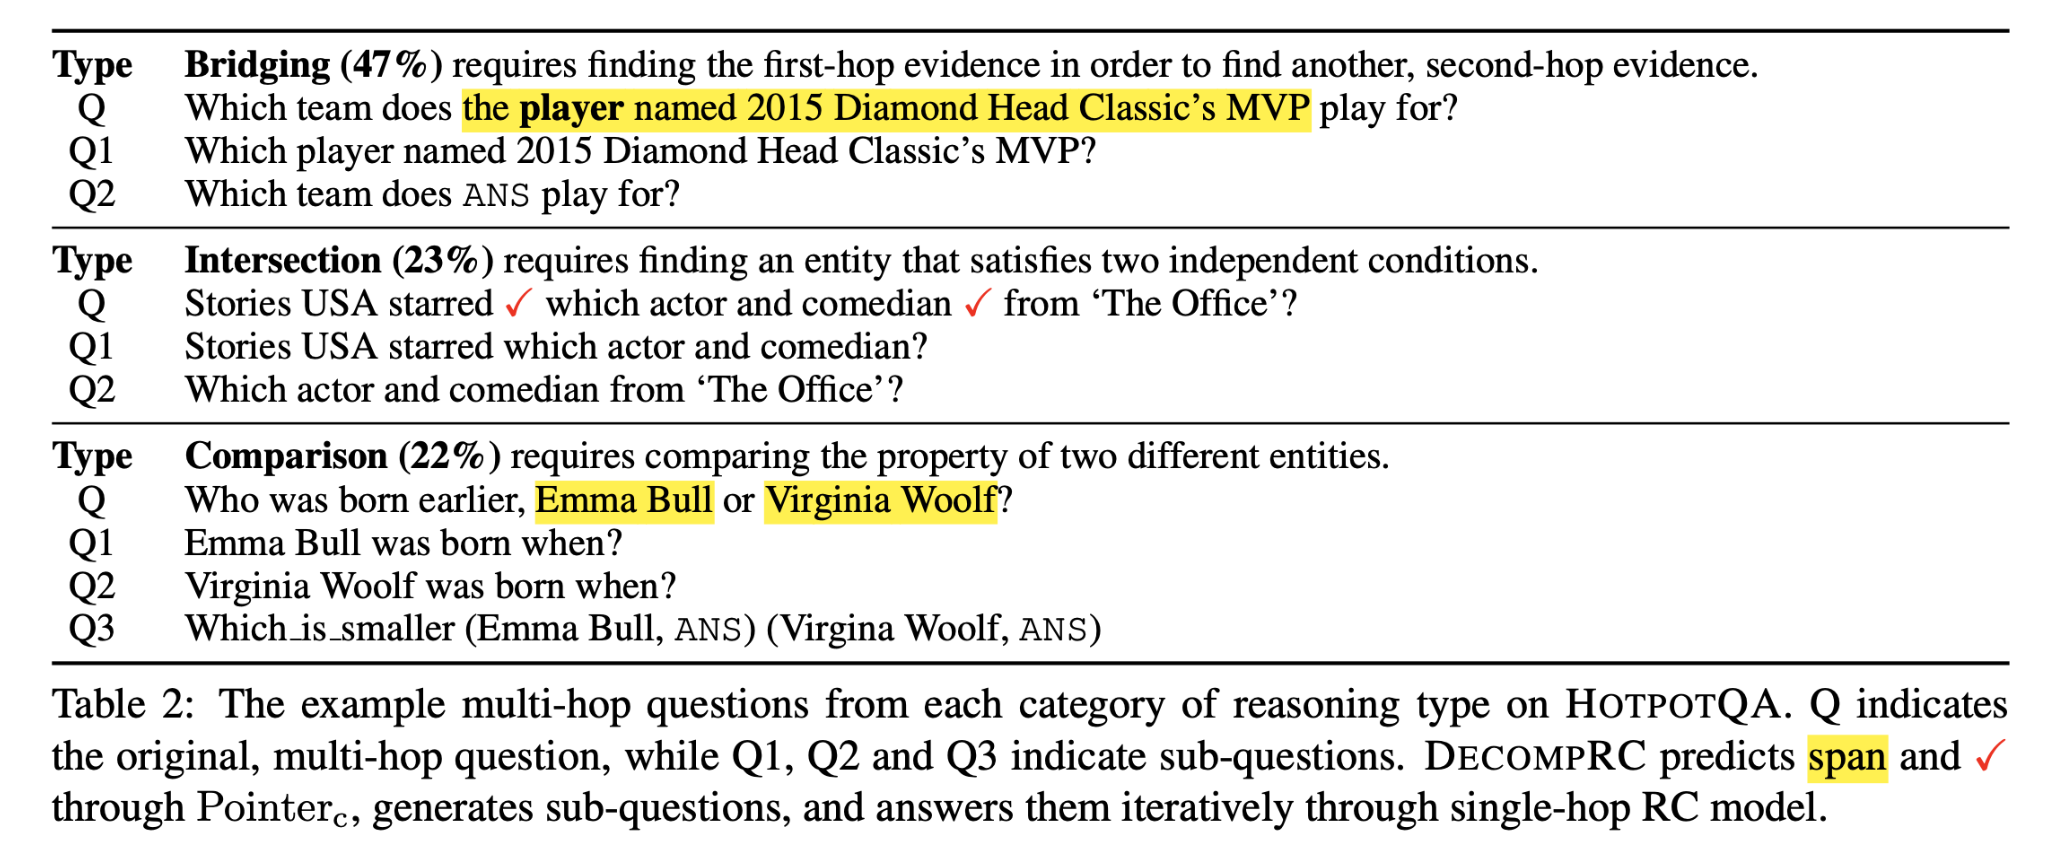 Type Bridging (47%) requires finding the first-hop evidence in order to find another, second-hop evidence.
Q Which team does the player named 2015 Diamond Head Classic's MVP play for?
Q1 Which player named 2015 Diamond Head Classic's MVP?
Q2 Which team does ANS play for?
Type Intersection (23%) requires finding an entity that satisfies two independent conditions.
Q Stories USA starred ✓ which actor and comedian ✓ from ‘The Office’?
Q1 Stories USA starred which actor and comedian?
Q2 Which actor and comedian from ‘The Office’?
Type Comparison (22%) requires comparing the property of two different entities.
Q Who was born earlier, Emma Bull or Virginia Woolf?
Q1 Emma Bull was born when?
Q2 Virginia Woolf was born when?
Q3 Which_is_smaller (Emma Bull, ANS) (Virgina Woolf, ANS)
Table 2: The example multi-hop questions from each category of reasoning type on HOTPOTQA. Q indicates
the original, multi-hop question, while Q1, Q2 and Q3 indicate sub-questions. DECOMPRC predicts span and ✓
through Pointer_c, generates sub-questions, and answers them iteratively through single-hop RC model.